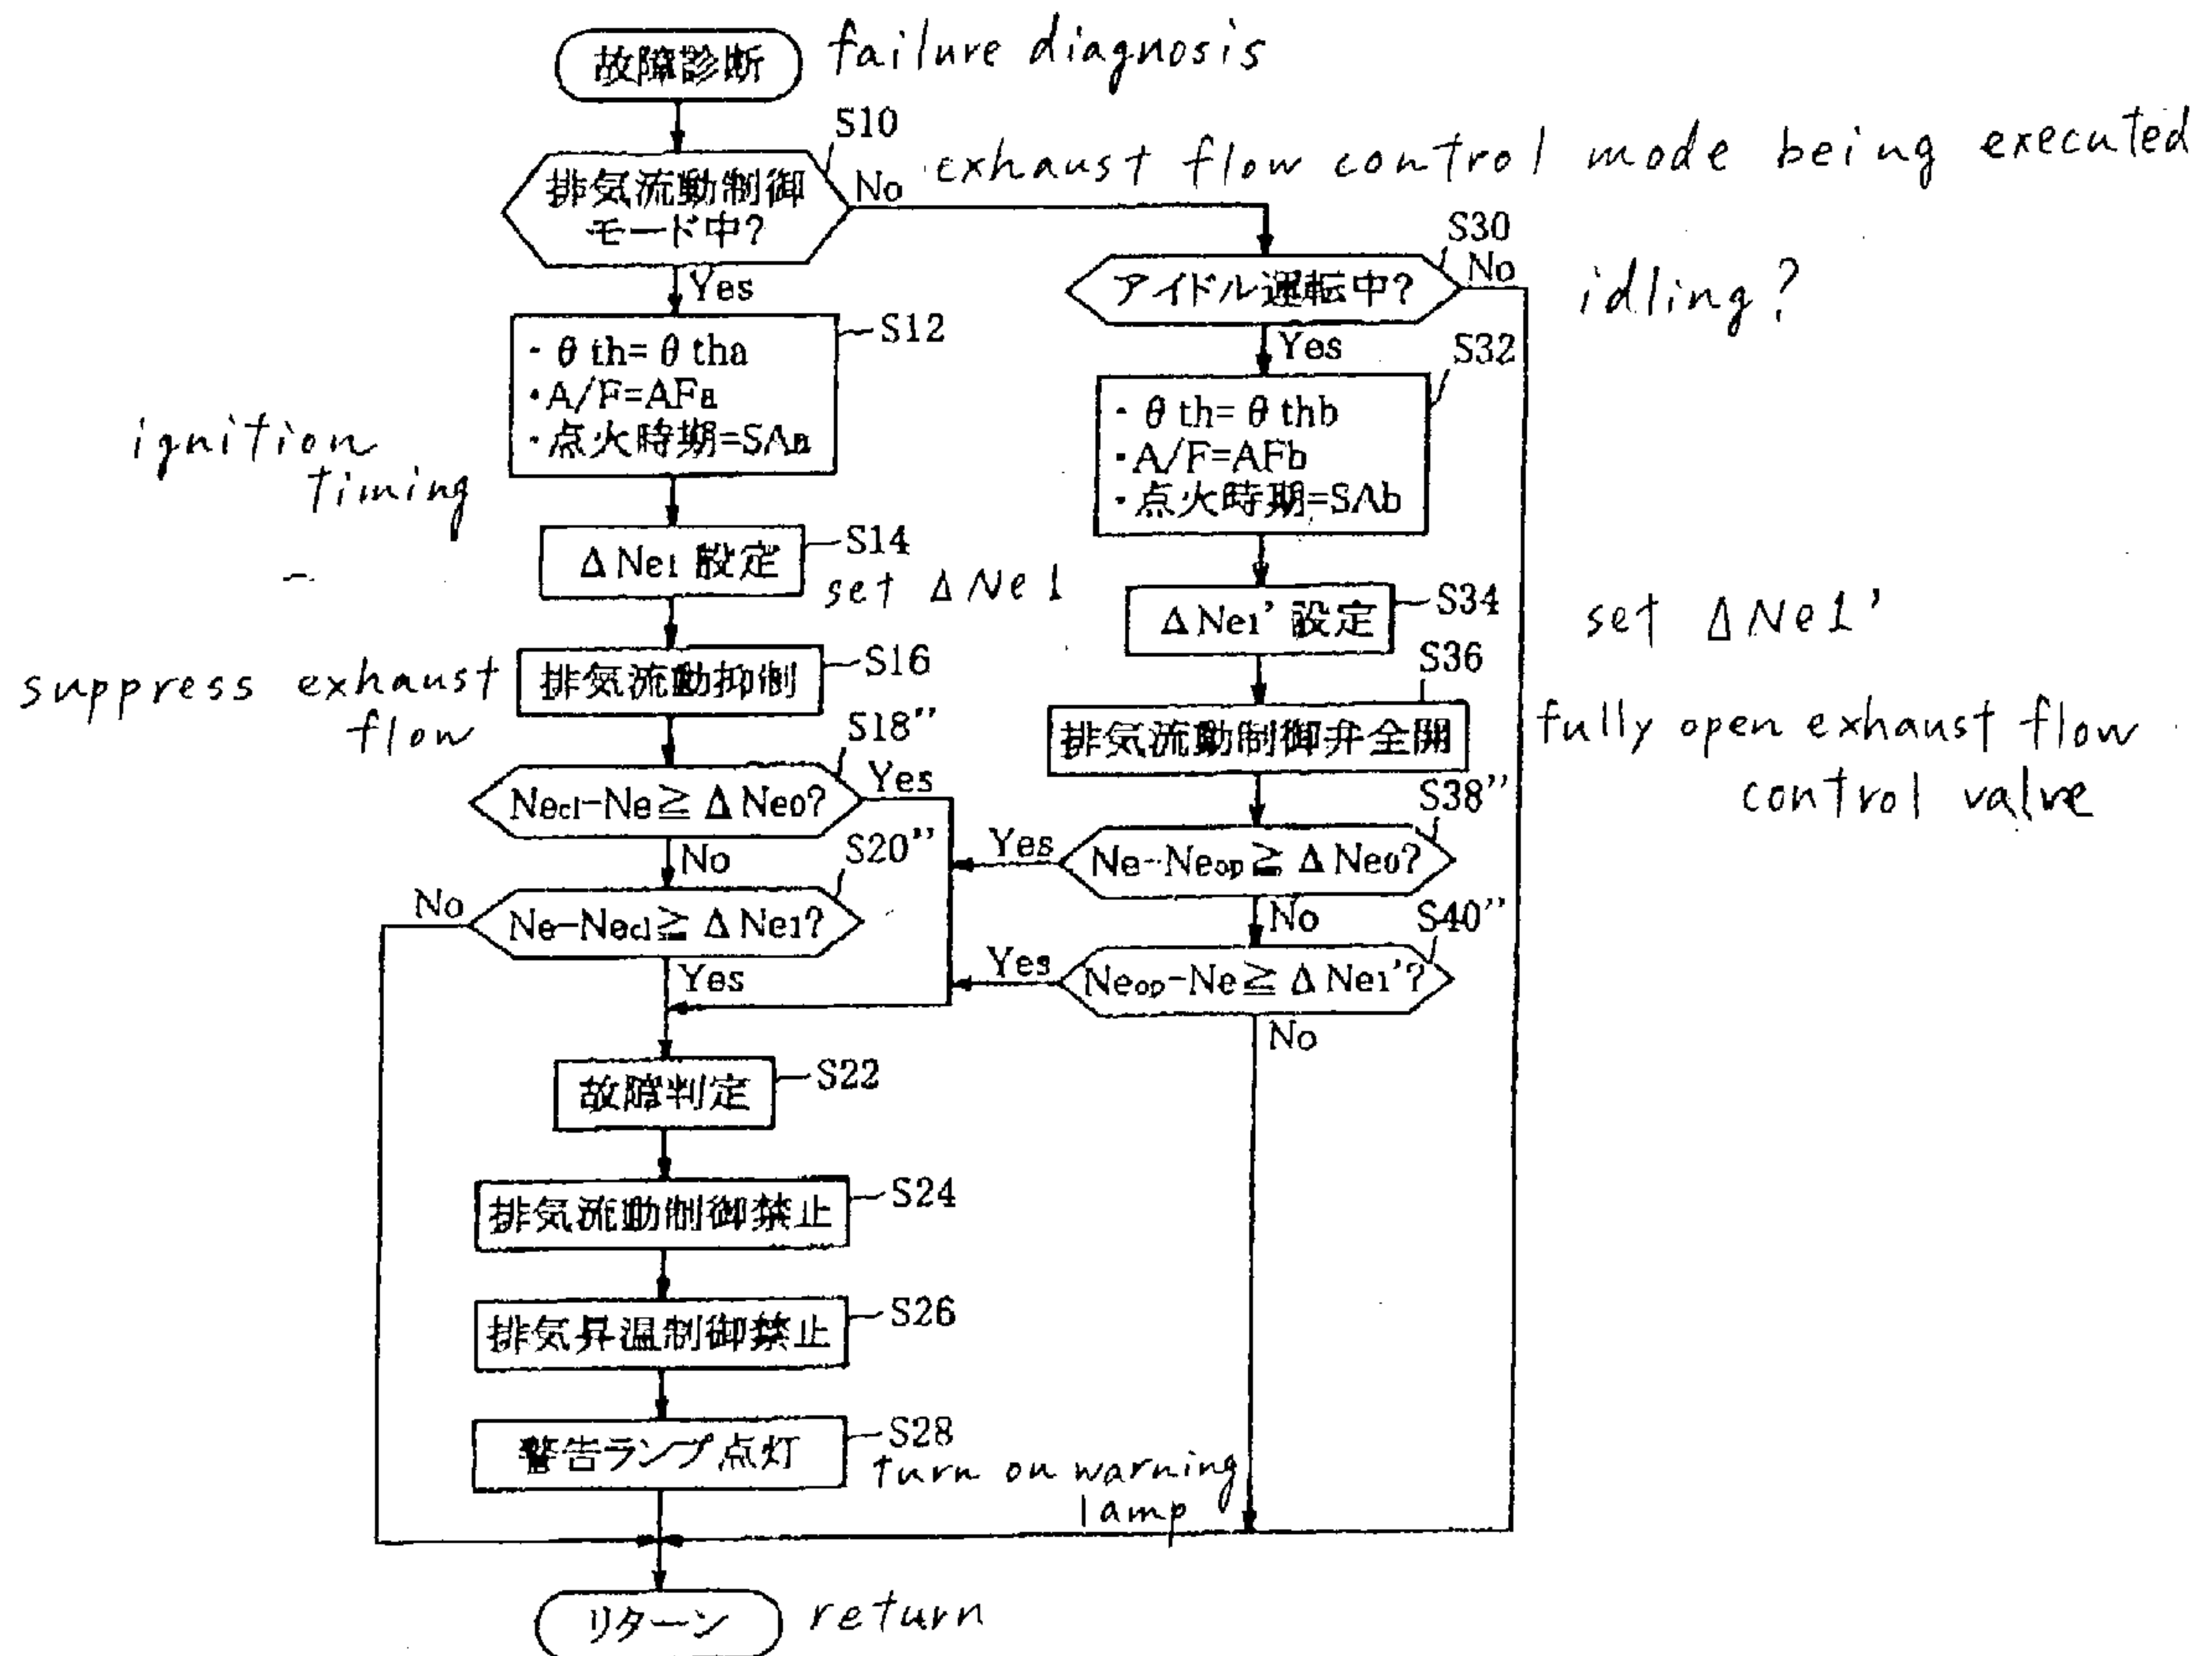 故障診断
failure diagnosis
S10
排気流動制御
モード中?
No
exhaust flow control mode being executed
Yes
S30
アイドル運転中?
No
idling?
Yes
S12
・θth=θtha
・A/F=AFa
・点火時期=SAa
ignition
timing
S32
・θth=θthb
・A/F=AFb
・点火時期=SAb
S14
ΔNe1 設定
set ΔNe1
S34
ΔNe1' 設定
set ΔNe1'
S16
排気流動抑制
suppress exhaust
flow
S36
排気流動制御弁全開
fully open exhaust flow
control valve
S18''
Necl-Ne≧ΔNe0?
Yes
No
S38''
Ne-Neop≧ΔNe0?
Yes
No
S20''
Ne-Necl≧ΔNe1?
No
Yes
S40''
Neop-Ne≧ΔNe1'?
Yes
No
S22
故障判定
S24
排気流動制御禁止
S26
排気昇温制御禁止
S28
警告ランプ点灯
turn on warning
lamp
リターン
return